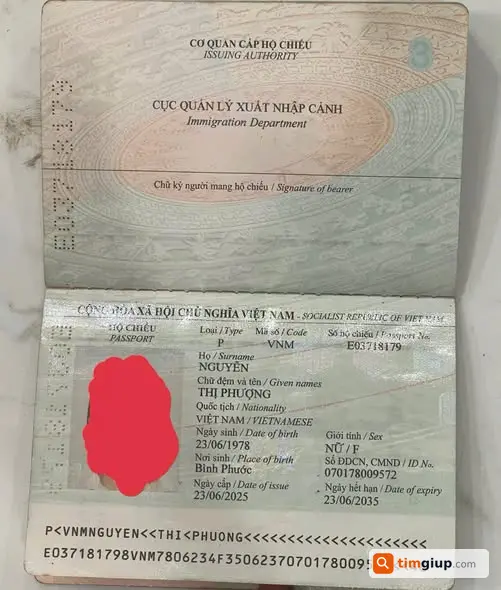 3
CƠ QUAN CẤP HỘ CHIẾU
ISSUING AUTHORITY
CỤC QUẢN LÝ XUẤT NHẬP CẢNH
Immigration Department
Chữ ký người mang hộ chiếu / Signature of bearer
E03718179
CỘNG HÒA XÃ HỘI CHỦ NGHĨA VIỆT NAM - SOCIALIST REPUBLIC OF VIET NAM
HỘ CHIẾU
PASSPORT
Loại / Type Mã số / Code Số hộ chiếu / Passport No.
P VNM E03718179
Họ / Surname
NGUYỄN
Chữ đệm và tên / Given names
THỊ PHƯỢNG
Quốc tịch / Nationality
VIỆT NAM / VIETNAMESE
Ngày sinh / Date of birth Giới tính / Sex
23/06/1978 NỮ / F
Nơi sinh / Place of birth Số ĐDCN, CMND / ID No.
Bình Phước 070178009572
Ngày cấp / Date of issue Ngày hết hạn / Date of expiry
23/06/2025 23/06/2035
P<VNMNGUYEN<<THI<PHUONG<<<<<<<<<<<<<<<<<<<<<
E037181798VNM7806234F3506237070178009
timgiup.com